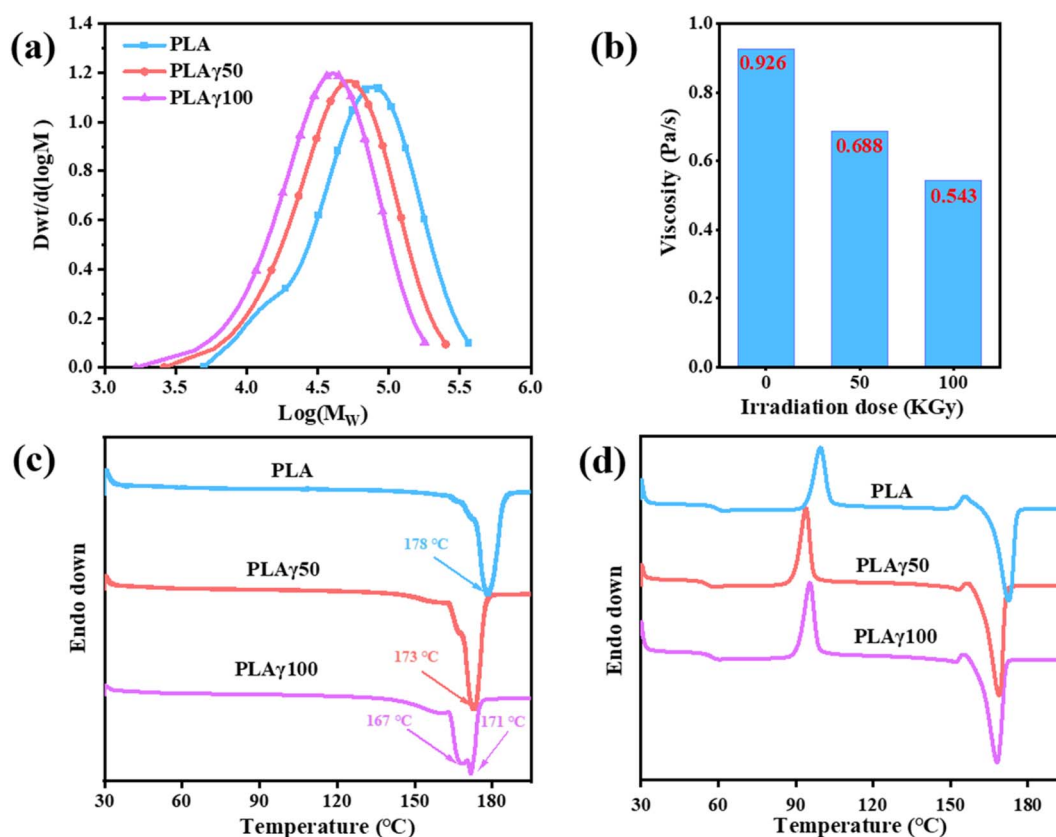 (a)
1.4
1.2
1.0
0.8
0.6
0.4
0.2
0.0
Dwt/d(logM )
PLA
PLAγ50
PLAγ100
3.0 3.5 4.0 4.5 5.0 5.5 6.0
Log(MW)
(b)
1.0
0.8
0.6
0.4
0.2
0.0
Viscosity (Pa/s)
0.926
0.688
0.543
0 50 100
Irradiation dose (KGy)
(c)
Endo down
PLA
178 °C
PLAγ50
173 °C
PLAγ100
167 °C
171 °C
30 60 90 120 150 180
Temperature (°C)
(d)
Endo down
PLA
PLAγ50
PLAγ100
30 60 90 120 150 180
Temperature (°C)